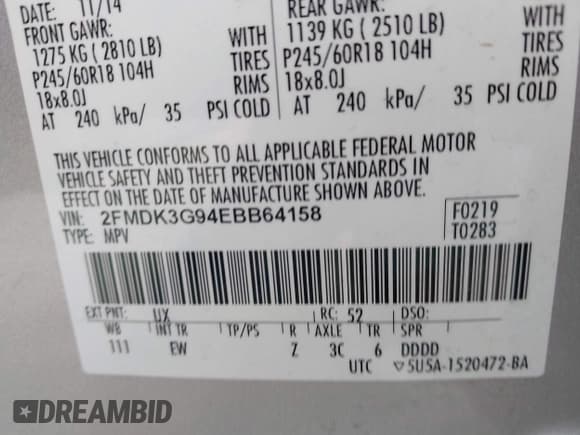 DATE: 11/14
FRONT GAWR: REAR GAWR:
1275 KG ( 2810 LB) WITH 1139 KG ( 2510 LB) WITH
P245/60R18 104H TIRES P245/60R18 104H TIRES
18x8.0J RIMS 18x8.0J RIMS
AT 240 kPa/ 35 PSI COLD AT 240 kPa/ 35 PSI COLD
THIS VEHICLE CONFORMS TO ALL APPLICABLE FEDERAL MOTOR
VEHICLE SAFETY AND THEFT PREVENTION STANDARDS IN
EFFECT ON THE DATE OF MANUFACTURE SHOWN ABOVE.
VIN: 2FMDK3G94EBB64158 F0219
TYPE: MPV T0283
EXT PNT: UX RC: 52 DSO:
WB INT TR TP/PS R AXLE TR SPR
111 EW Z 3C 6 DDDD
UTC ▽5U5A-1520472-BA
DREAMBID